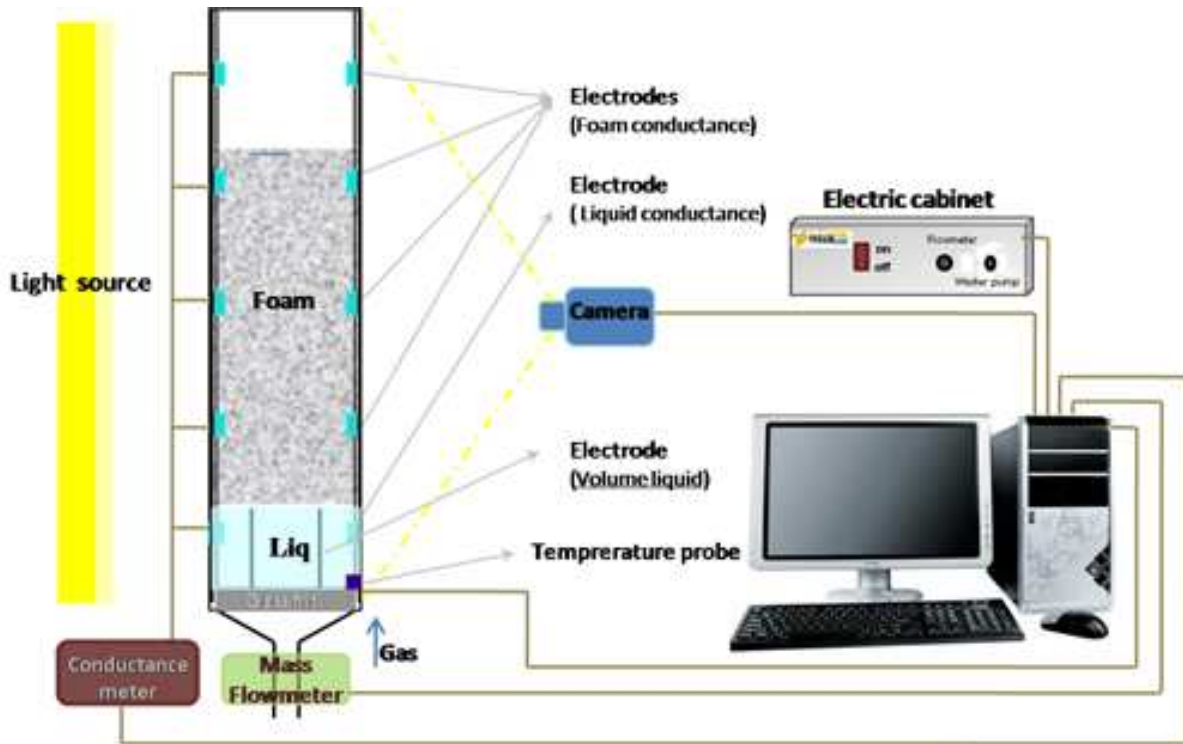 Electrodes
(Foam conductance)
Electrode
( Liquid conductance)
Electric cabinet
on
off
Flowmeter
Water pump
Light source
Foam
Camera
Electrode
(Volume liquid)
Liq
Temprerature probe
Gas
Conductance
meter
Mass
Flowmeter